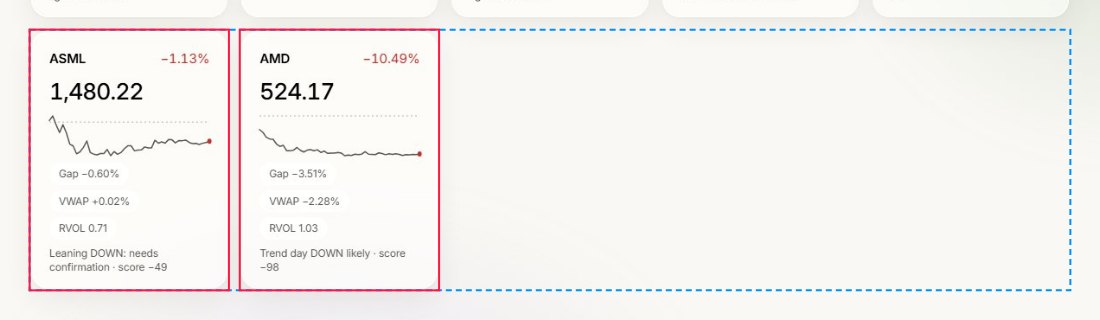 ASML −1.13%
1,480.22
Gap −0.60%
VWAP +0.02%
RVOL 0.71
Leaning DOWN: needs
confirmation · score −49
AMD −10.49%
524.17
Gap −3.51%
VWAP −2.28%
RVOL 1.03
Trend day DOWN likely · score
−98